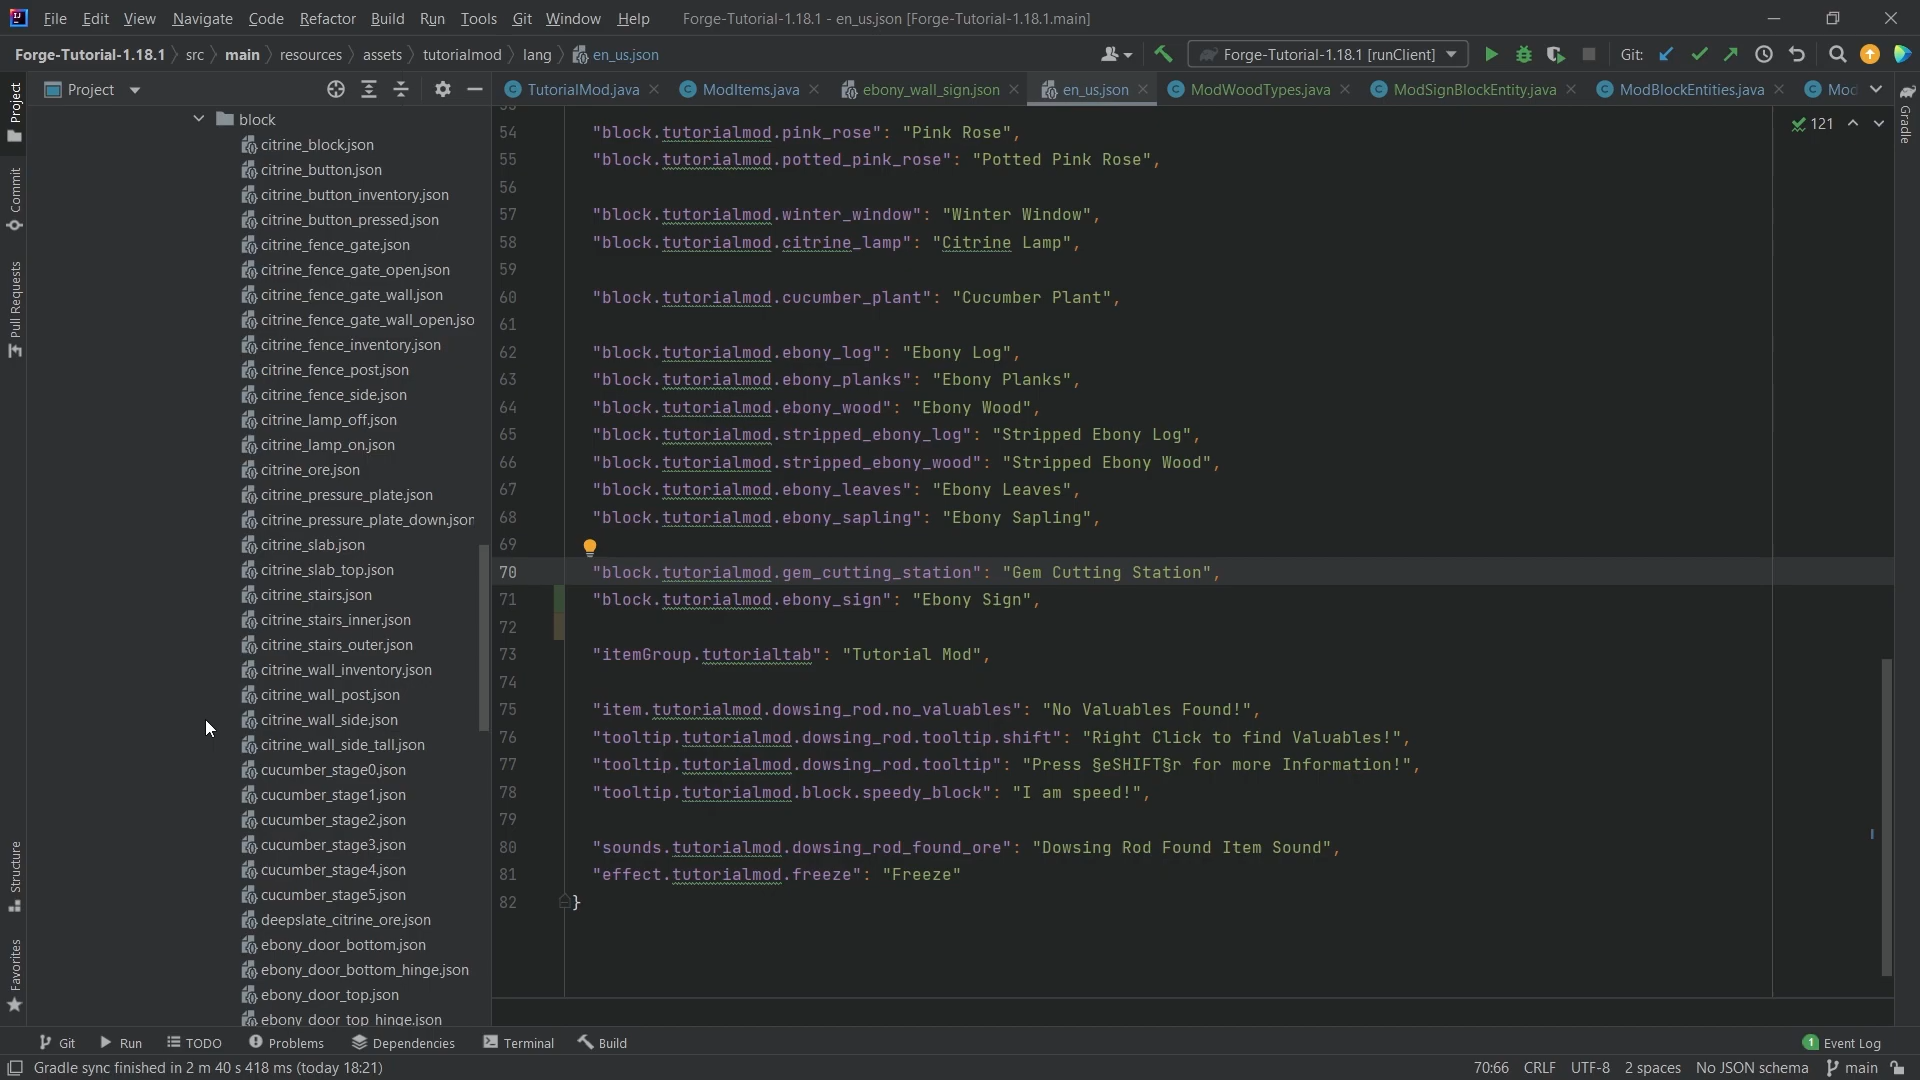 File Edit View Navigate Code Refactor Build Run Tools Git Window Help Forge-Tutorial-1.18.1 - en_us.json [Forge-Tutorial-1.18.1.main]
Forge-Tutorial-1.18.1 src main resources assets tutorialmod lang en_us.json Forge-Tutorial-1.18.1 [runClient] Git:
Project TutorialMod.java ModItems.java ebony_wall_sign.json en_us.json ModWoodTypes.java ModSignBlockEntity.java ModBlockEntities.java Mod
Project
Commit
Pull Requests
Structure
Favorites
block
citrine_block.json
citrine_button.json
citrine_button_inventory.json
citrine_button_pressed.json
citrine_fence_gate.json
citrine_fence_gate_open.json
citrine_fence_gate_wall.json
citrine_fence_gate_wall_open.jso
citrine_fence_inventory.json
citrine_fence_post.json
citrine_fence_side.json
citrine_lamp_off.json
citrine_lamp_on.json
citrine_ore.json
citrine_pressure_plate.json
citrine_pressure_plate_down.json
citrine_slab.json
citrine_slab_top.json
citrine_stairs.json
citrine_stairs_inner.json
citrine_stairs_outer.json
citrine_wall_inventory.json
citrine_wall_post.json
citrine_wall_side.json
citrine_wall_side_tall.json
cucumber_stage0.json
cucumber_stage1.json
cucumber_stage2.json
cucumber_stage3.json
cucumber_stage4.json
cucumber_stage5.json
deepslate_citrine_ore.json
ebony_door_bottom.json
ebony_door_bottom_hinge.json
ebony_door_top.json
ebony_door_top_hinge.json
54 "block.tutorialmod.pink_rose": "Pink Rose",
55 "block.tutorialmod.potted_pink_rose": "Potted Pink Rose",
56
57 "block.tutorialmod.winter_window": "Winter Window",
58 "block.tutorialmod.citrine_lamp": "Citrine Lamp",
59
60 "block.tutorialmod.cucumber_plant": "Cucumber Plant",
61
62 "block.tutorialmod.ebony_log": "Ebony Log",
63 "block.tutorialmod.ebony_planks": "Ebony Planks",
64 "block.tutorialmod.ebony_wood": "Ebony Wood",
65 "block.tutorialmod.stripped_ebony_log": "Stripped Ebony Log",
66 "block.tutorialmod.stripped_ebony_wood": "Stripped Ebony Wood",
67 "block.tutorialmod.ebony_leaves": "Ebony Leaves",
68 "block.tutorialmod.ebony_sapling": "Ebony Sapling",
69
70 "block.tutorialmod.gem_cutting_station": "Gem Cutting Station",
71 "block.tutorialmod.ebony_sign": "Ebony Sign",
72
73 "itemGroup.tutorialtab": "Tutorial Mod",
74
75 "item.tutorialmod.dowsing_rod.no_valuables": "No Valuables Found!",
76 "tooltip.tutorialmod.dowsing_rod.tooltip.shift": "Right Click to find Valuables!",
77 "tooltip.tutorialmod.dowsing_rod.tooltip": "Press §eSHIFT§r for more Information!",
78 "tooltip.tutorialmod.block.speedy_block": "I am speed!",
79
80 "sounds.tutorialmod.dowsing_rod_found_ore": "Dowsing Rod Found Item Sound",
81 "effect.tutorialmod.freeze": "Freeze"
82 }
121
Gradle
Git Run TODO Problems Dependencies Terminal Build 1 Event Log
Gradle sync finished in 2 m 40 s 418 ms (today 18:21) 70:66 CRLF UTF-8 2 spaces No JSON schema main